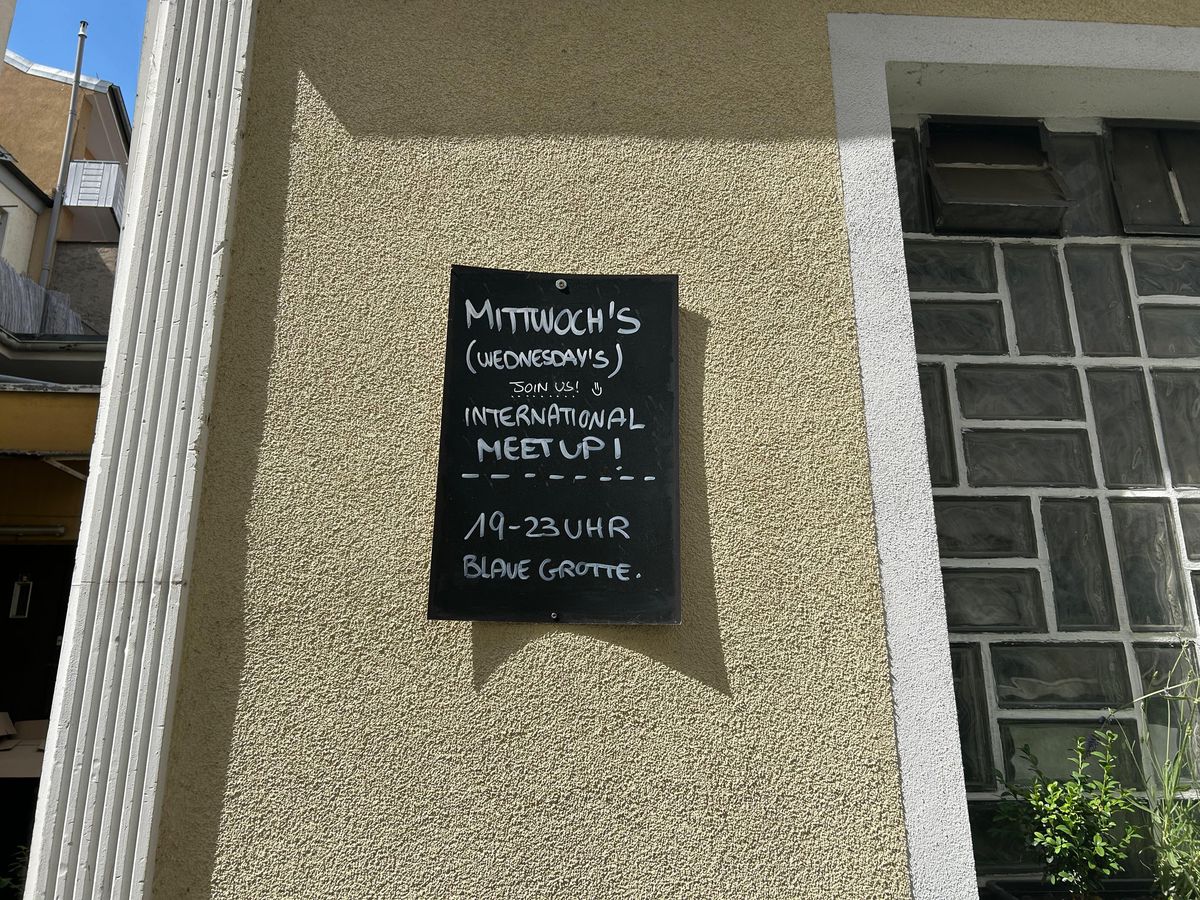 MITTWOCH'S
(WEDNESDAY'S)
JOIN US!
INTERNATIONAL
MEET UP!
19-23 UHR
BLAUE GROTTE.